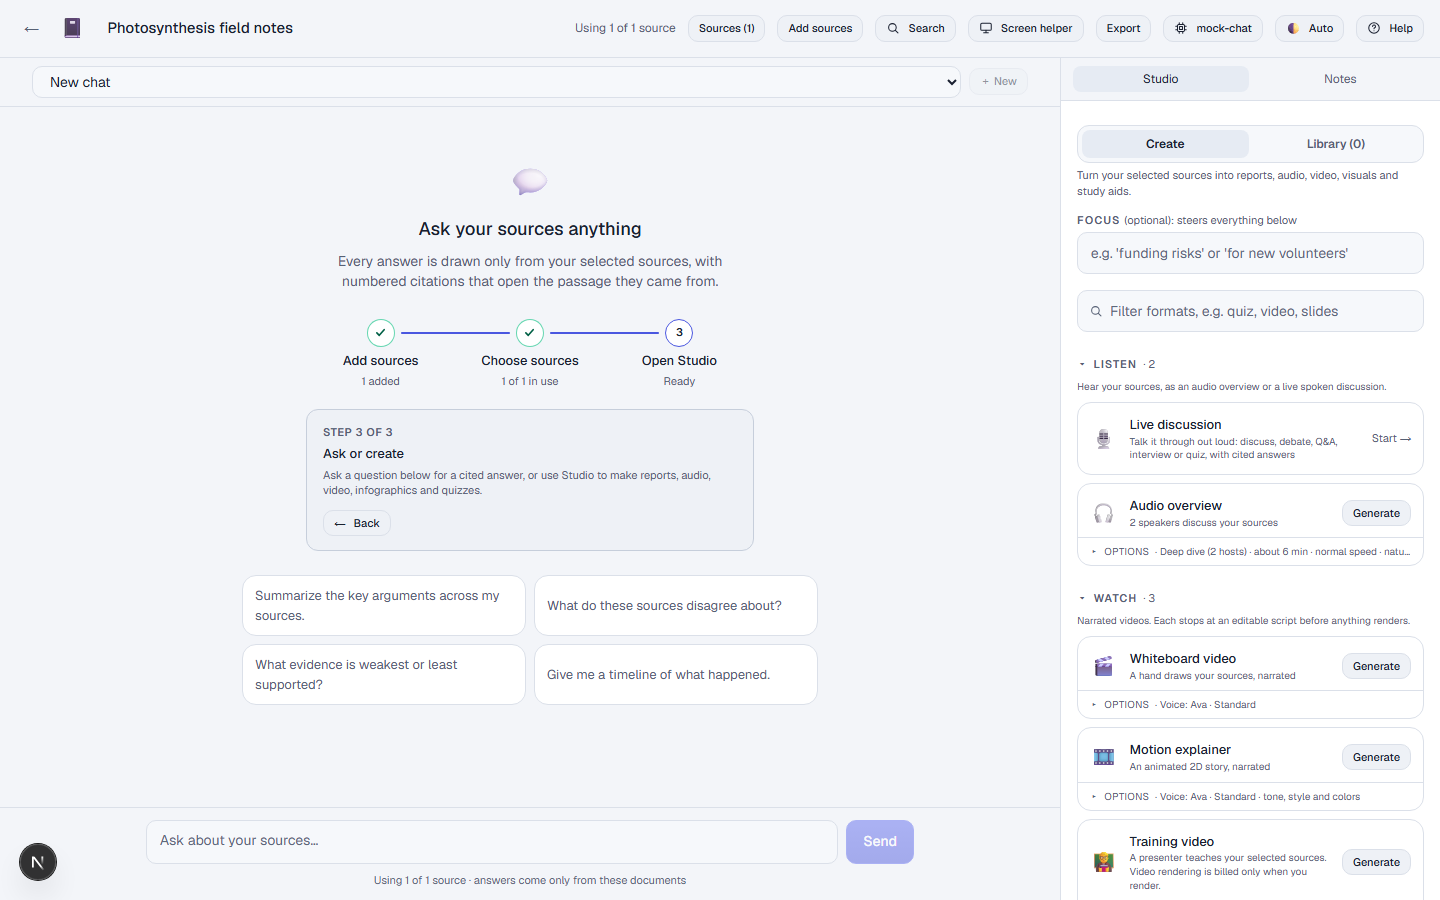 ←
Photosynthesis field notes
Using 1 of 1 source
Sources (1)
Add sources
Search
Screen helper
Export
mock-chat
Auto
Help
New chat
+ New
Ask your sources anything
Every answer is drawn only from your selected sources, with
numbered citations that open the passage they came from.
3
Add sources
Choose sources
Open Studio
1 added
1 of 1 in use
Ready
STEP 3 OF 3
Ask or create
Ask a question below for a cited answer, or use Studio to make reports, audio,
video, infographics and quizzes.
← Back
Summarize the key arguments across my
sources.
What do these sources disagree about?
What evidence is weakest or least
supported?
Give me a timeline of what happened.
Ask about your sources...
Send
Using 1 of 1 source · answers come only from these documents
N
Studio
Notes
Create
Library (0)
Turn your selected sources into reports, audio, video, visuals and
study aids.
FOCUS (optional): steers everything below
e.g. 'funding risks' or 'for new volunteers'
Filter formats, e.g. quiz, video, slides
LISTEN · 2
Hear your sources, as an audio overview or a live spoken discussion.
Live discussion
Talk it through out loud: discuss, debate, Q&A,
interview or quiz, with cited answers
Start →
Audio overview
2 speakers discuss your sources
Generate
OPTIONS · Deep dive (2 hosts) · about 6 min · normal speed · natu...
WATCH · 3
Narrated videos. Each stops at an editable script before anything renders.
Whiteboard video
A hand draws your sources, narrated
Generate
OPTIONS · Voice: Ava · Standard
Motion explainer
An animated 2D story, narrated
Generate
OPTIONS · Voice: Ava · Standard · tone, style and colors
Training video
A presenter teaches your selected sources.
Video rendering is billed only when you
render.
Generate